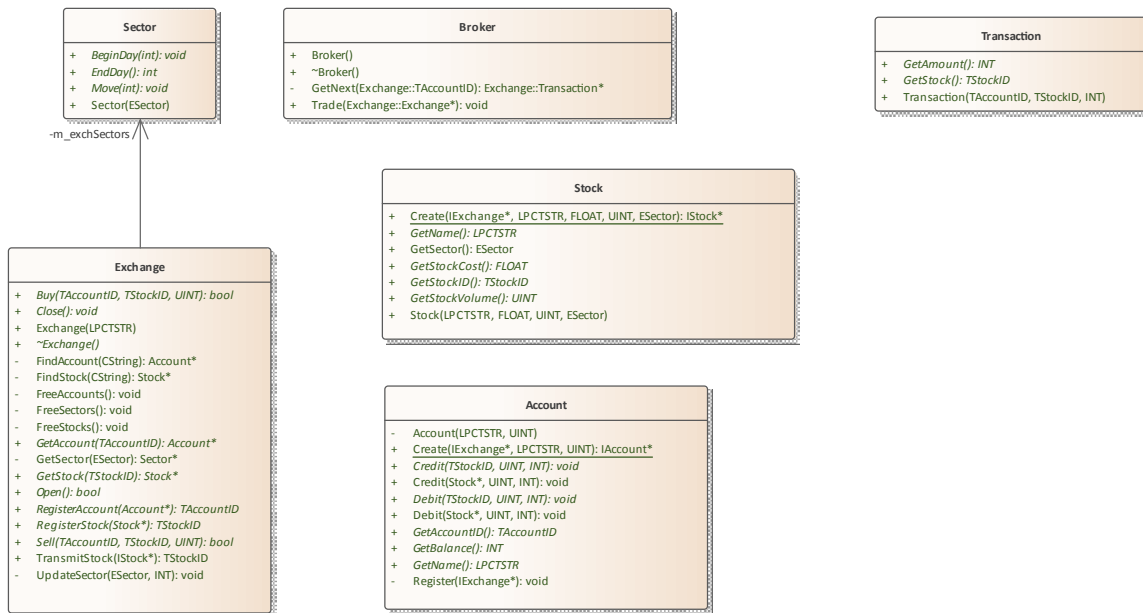 Sector
+ BeginDay(int): void
+ EndDay(): int
+ Move(int): void
+ Sector(ESector)
-m_exchSectors
Broker
+ Broker()
+ ~Broker()
- GetNext(Exchange::TAccountID): Exchange::Transaction*
+ Trade(Exchange::Exchange*): void
Transaction
+ GetAmount(): INT
+ GetStock(): TStockID
+ Transaction(TAccountID, TStockID, INT)
Stock
+ Create(IExchange*, LPCTSTR, FLOAT, UINT, ESector): IStock*
+ GetName(): LPCTSTR
+ GetSector(): ESector
+ GetStockCost(): FLOAT
+ GetStockID(): TStockID
+ GetStockVolume(): UINT
+ Stock(LPCTSTR, FLOAT, UINT, ESector)
Exchange
+ Buy(TAccountID, TStockID, UINT): bool
+ Close(): void
+ Exchange(LPCTSTR)
+ ~Exchange()
- FindAccount(CString): Account*
- FindStock(CString): Stock*
- FreeAccounts(): void
- FreeSectors(): void
- FreeStocks(): void
+ GetAccount(TAccountID): Account*
- GetSector(ESector): Sector*
+ GetStock(TStockID): Stock*
+ Open(): bool
+ RegisterAccount(Account*): TAccountID
+ RegisterStock(Stock*): TStockID
+ Sell(TAccountID, TStockID, UINT): bool
+ TransmitStock(IStock*): TStockID
- UpdateSector(ESector, INT): void
Account
- Account(LPCTSTR, UINT)
+ Create(IExchange*, LPCTSTR, UINT): IAccount*
+ Credit(TStockID, UINT, INT): void
+ Credit(Stock*, UINT, INT): void
+ Debit(TStockID, UINT, INT): void
+ Debit(Stock*, UINT, INT): void
+ GetAccountID(): TAccountID
+ GetBalance(): INT
+ GetName(): LPCTSTR
- Register(IExchange*): void